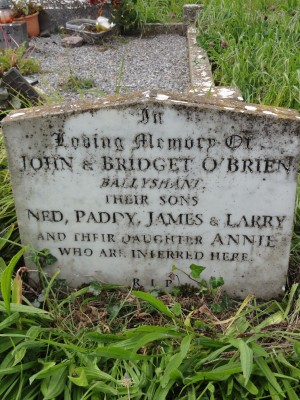 In
Loving Memory Of
JOHN & BRIDGET O'BRIEN
BALLYSHANT.
THEIR SONS
NED, PADDY, JAMES & LARRY
AND THEIR DAUGHTER ANNIE
WHO ARE INTERRED HERE.
R.I.P.